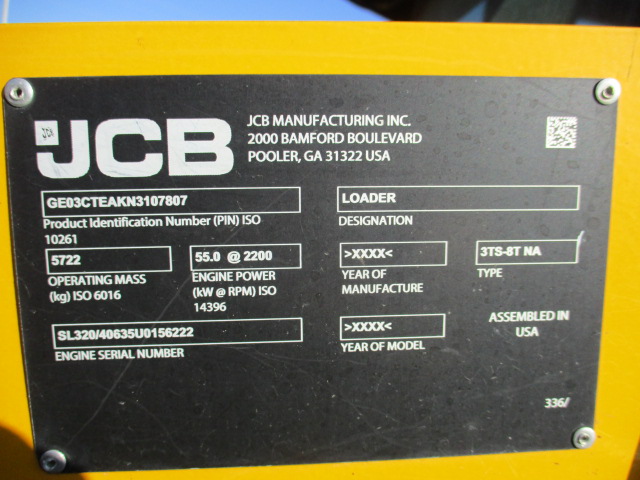 JCB
JCB MANUFACTURING INC.
2000 BAMFORD BOULEVARD
POOLER, GA 31322 USA
GE03CTEAKN3107807
Product Identification Number (PIN) ISO
10261
LOADER
DESIGNATION
5722
OPERATING MASS
(kg) ISO 6016
55.0 @ 2200
ENGINE POWER
(kW @ RPM) ISO
14396
>XXXX<
YEAR OF
MANUFACTURE
3TS-8T NA
TYPE
SL320/40635U0156222
ENGINE SERIAL NUMBER
>XXXX<
YEAR OF MODEL
ASSEMBLED IN
USA
336/